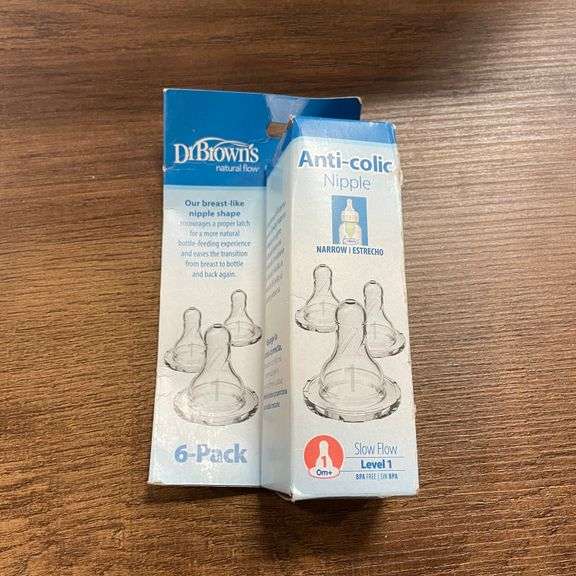 Dr Brown's
natural flow
Our breast-like
nipple shape
encourages a proper latch
for a more natural
bottle-feeding experience
and eases the transition
from breast to bottle
and back again.
6-Pack
Anti-colic
Nipple
NARROW | ESTRECHO
1
0m+
Slow Flow
Level 1
BPA FREE | SIN BPA